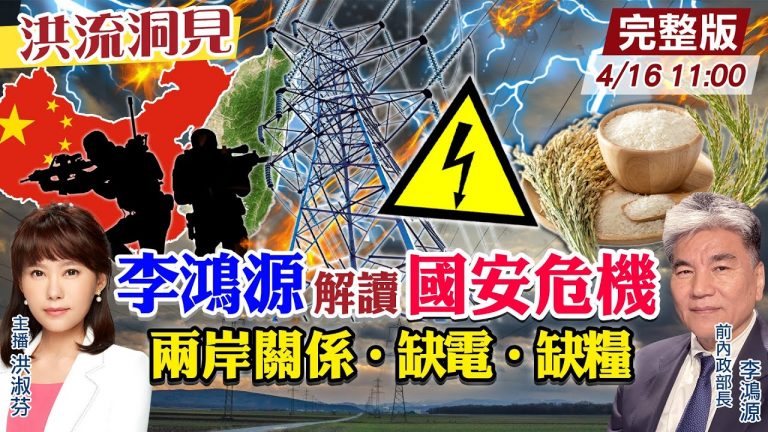 洪流洞見
完整版
4/16 11:00
李鴻源解讀國安危機
兩岸關係·缺電·缺糧
主播 洪淑芬
前內政部長
李鴻源